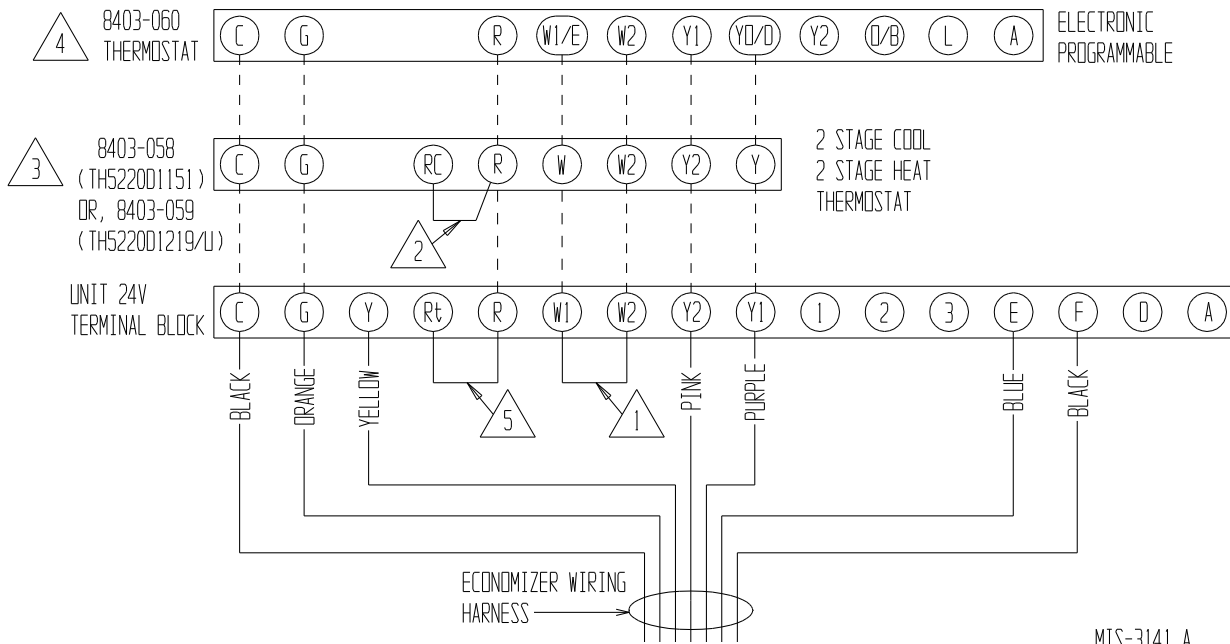 4
8403-060
THERMOSTAT
C G R W1/E W2 Y1 YO/D Y2 O/B L A
ELECTRONIC
PROGRAMMABLE
3
8403-058
(TH5220D1151)
OR, 8403-059
(TH5220D1219/U)
C G RC R W W2 Y2 Y
2 STAGE COOL
2 STAGE HEAT
THERMOSTAT
2
UNIT 24V
TERMINAL BLOCK
C G Y Rt R W1 W2 Y2 Y1 1 2 3 E F D A
BLACK
ORANGE
YELLOW
5
1
PINK
PURPLE
BLUE
BLACK
ECONOMIZER WIRING
HARNESS
MIS-3141 A